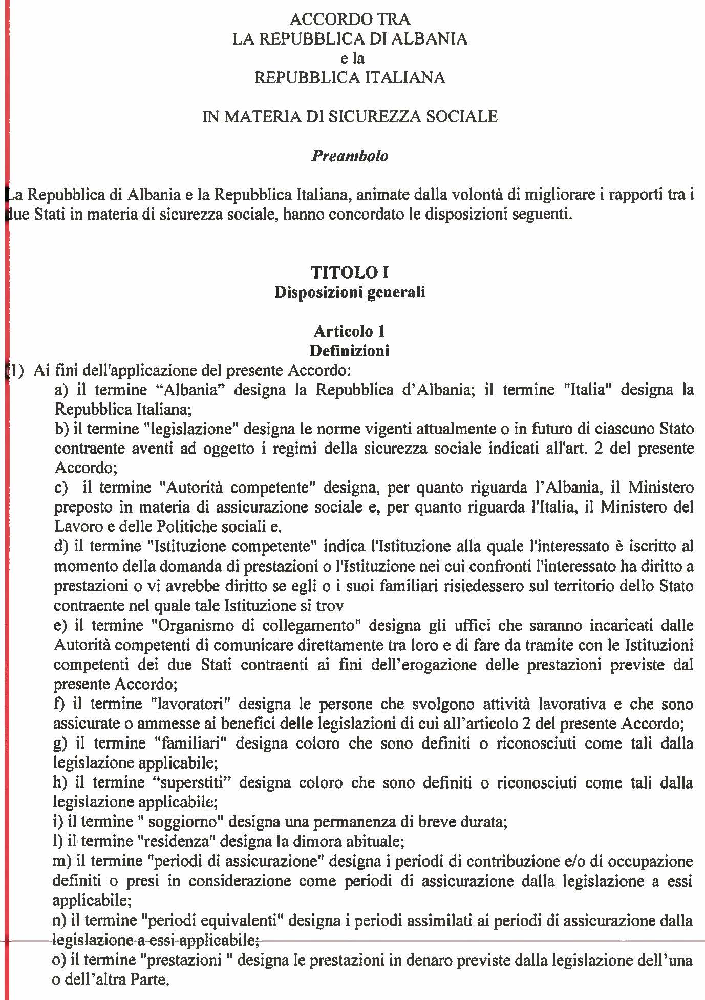 ACCORDO TRA
LA REPUBBLICA DI ALBANIA
e la
REPUBBLICA ITALIANA
IN MATERIA DI SICUREZZA SOCIALE
Preambolo
La Repubblica di Albania e la Repubblica Italiana, animate dalla volontà di migliorare i rapporti tra i
due Stati in materia di sicurezza sociale, hanno concordato le disposizioni seguenti.
TITOLO I
Disposizioni generali
Articolo 1
Definizioni
(1) Ai fini dell'applicazione del presente Accordo:
a) il termine “Albania” designa la Repubblica d’Albania; il termine "Italia" designa la
Repubblica Italiana;
b) il termine "legislazione" designa le norme vigenti attualmente o in futuro di ciascuno Stato
contraente aventi ad oggetto i regimi della sicurezza sociale indicati all'art. 2 del presente
Accordo;
c) il termine "Autorità competente" designa, per quanto riguarda l’Albania, il Ministero
preposto in materia di assicurazione sociale e, per quanto riguarda l'Italia, il Ministero del
Lavoro e delle Politiche sociali e.
d) il termine "Istituzione competente" indica l'Istituzione alla quale l'interessato è iscritto al
momento della domanda di prestazioni o l'Istituzione nei cui confronti l'interessato ha diritto a
prestazioni o vi avrebbe diritto se egli o i suoi familiari risiedessero sul territorio dello Stato
contraente nel quale tale Istituzione si trov
e) il termine "Organismo di collegamento" designa gli uffici che saranno incaricati dalle
Autorità competenti di comunicare direttamente tra loro e di fare da tramite con le Istituzioni
competenti dei due Stati contraenti ai fini dell’erogazione delle prestazioni previste dal
presente Accordo;
f) il termine "lavoratori" designa le persone che svolgono attività lavorativa e che sono
assicurate o ammesse ai benefici delle legislazioni di cui all’articolo 2 del presente Accordo;
g) il termine "familiari" designa coloro che sono definiti o riconosciuti come tali dalla
legislazione applicabile;
h) il termine “superstiti” designa coloro che sono definiti o riconosciuti come tali dalla
legislazione applicabile;
i) il termine " soggiorno" designa una permanenza di breve durata;
l) il termine "residenza" designa la dimora abituale;
m) il termine "periodi di assicurazione" designa i periodi di contribuzione e/o di occupazione
definiti o presi in considerazione come periodi di assicurazione dalla legislazione a essi
applicabile;
n) il termine "periodi equivalenti" designa i periodi assimilati ai periodi di assicurazione dalla
legislazione a essi applicabile;
o) il termine "prestazioni " designa le prestazioni in denaro previste dalla legislazione dell’una
o dell’altra Parte.